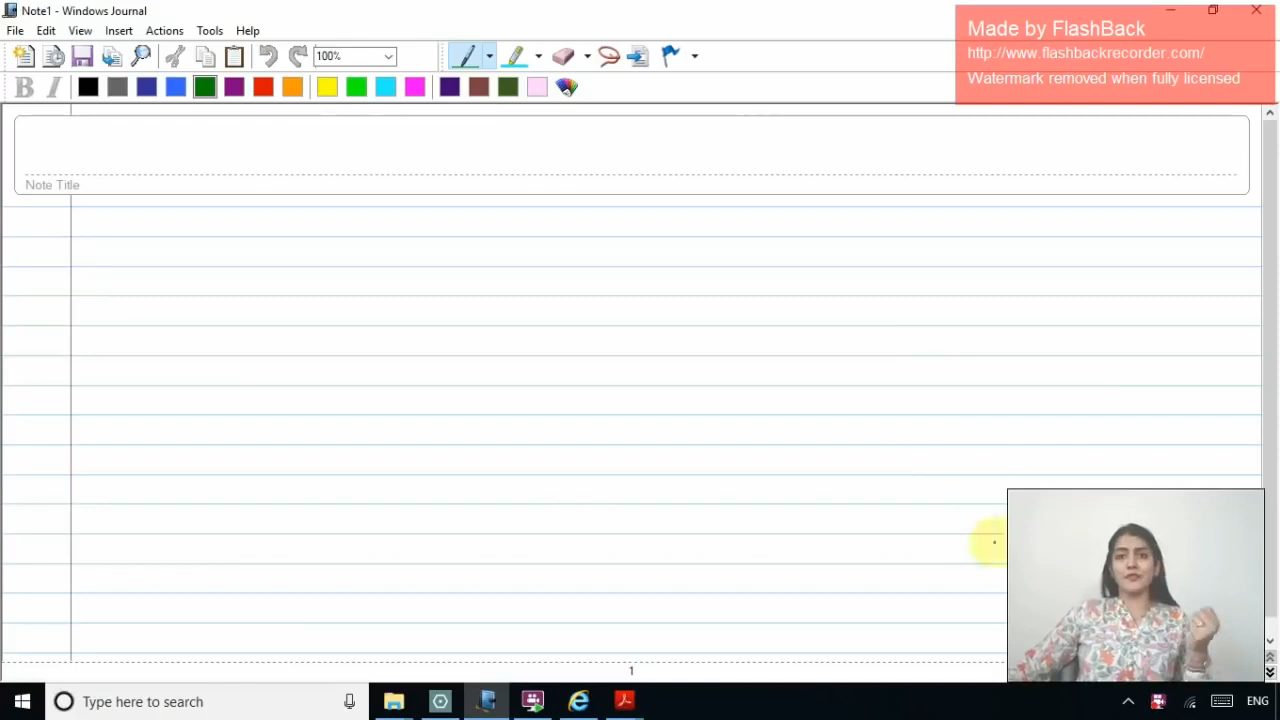 Note1 - Windows Journal
File Edit View Insert Actions Tools Help
100%
B I
Made by FlashBack
http://www.flashbackrecorder.com/
Watermark removed when fully licensed
Note Title
1
Type here to search
ENG